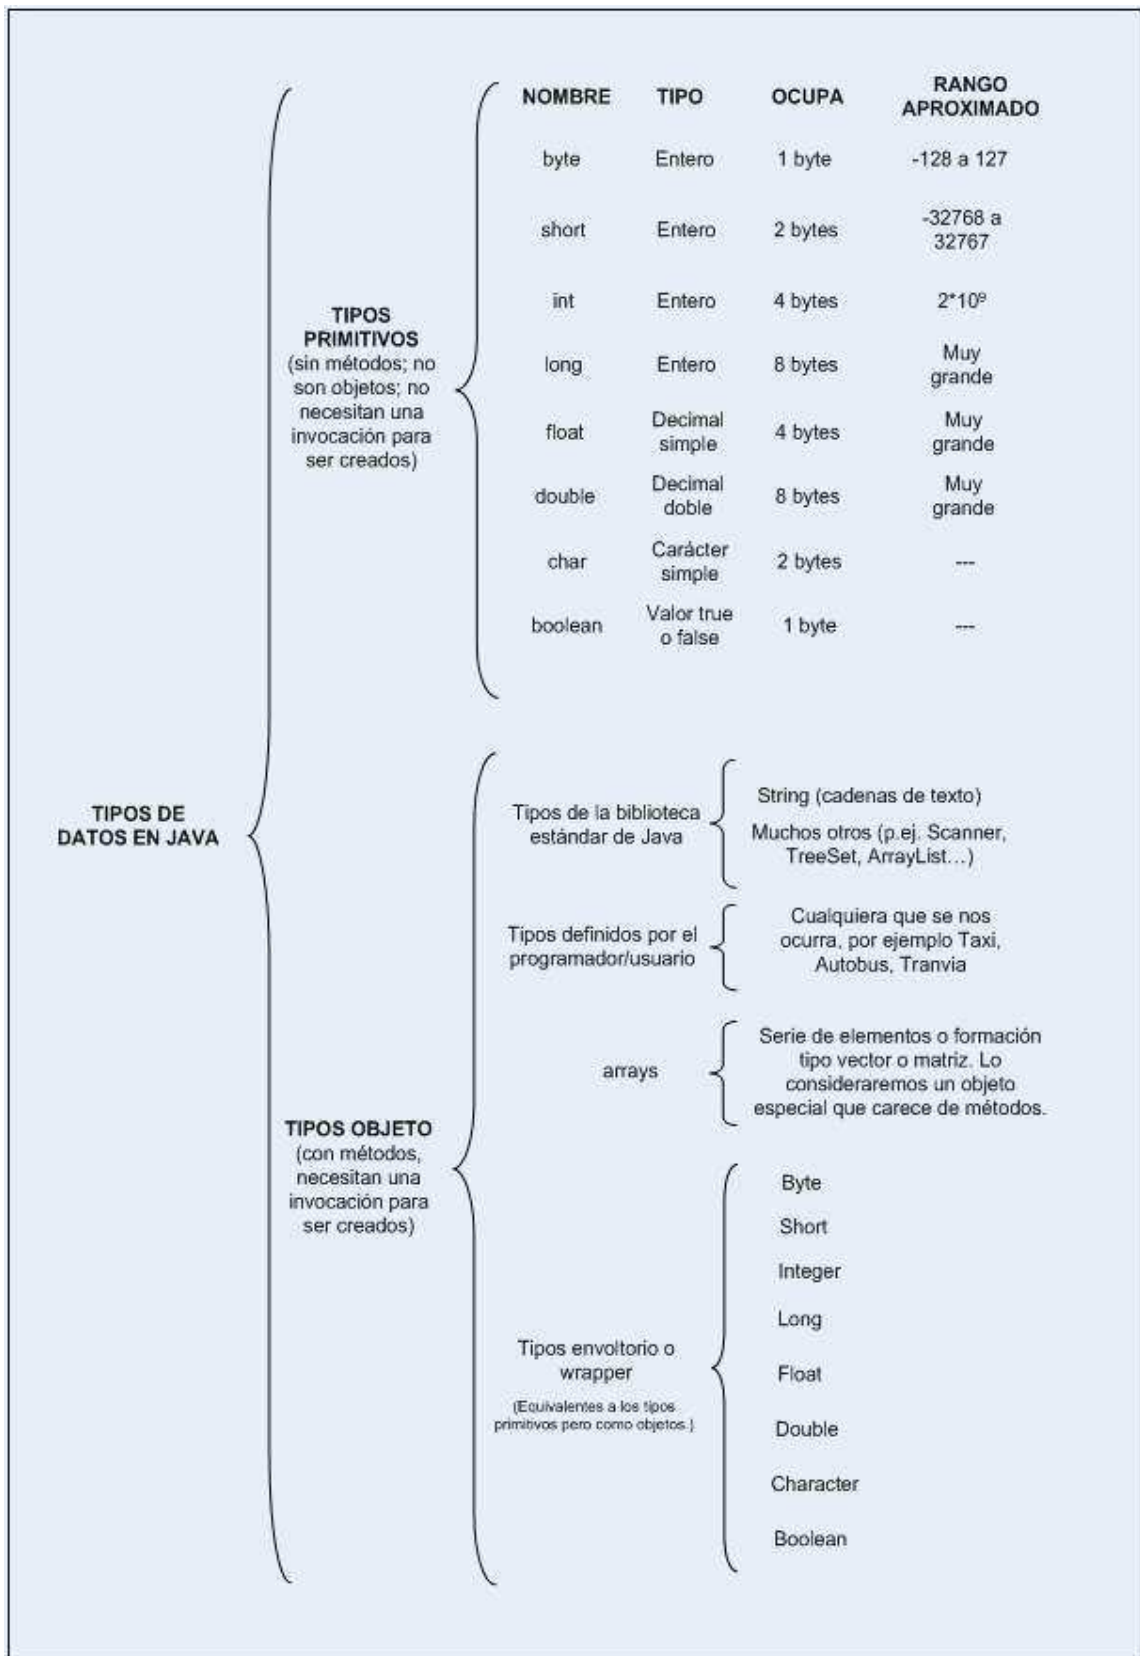 NOMBRE TIPO OCUPA RANGO
APROXIMADO
byte Entero 1 byte -128 a 127
short Entero 2 bytes -32768 a
32767
int Entero 4 bytes 2*10⁹
long Entero 8 bytes Muy
grande
float Decimal
simple 4 bytes Muy
grande
double Decimal
doble 8 bytes Muy
grande
char Carácter
simple 2 bytes ---
boolean Valor true
o false 1 byte ---
TIPOS
PRIMITIVOS
(sin métodos; no
son objetos; no
necesitan una
invocación para
ser creados)
TIPOS DE
DATOS EN JAVA
Tipos de la biblioteca
estándar de Java
String (cadenas de texto)
Muchos otros (p.ej. Scanner,
TreeSet, ArrayList…)
Tipos definidos por el
programador/usuario
Cualquiera que se nos
ocurra, por ejemplo Taxi,
Autobus, Tranvia
arrays
Serie de elementos o formación
tipo vector o matriz. Lo
consideraremos un objeto
especial que carece de métodos.
TIPOS OBJETO
(con métodos,
necesitan una
invocación para
ser creados)
Tipos envoltorio o
wrapper
(Equivalentes a los tipos
primitivos pero como objetos.)
Byte
Short
Integer
Long
Float
Double
Character
Boolean